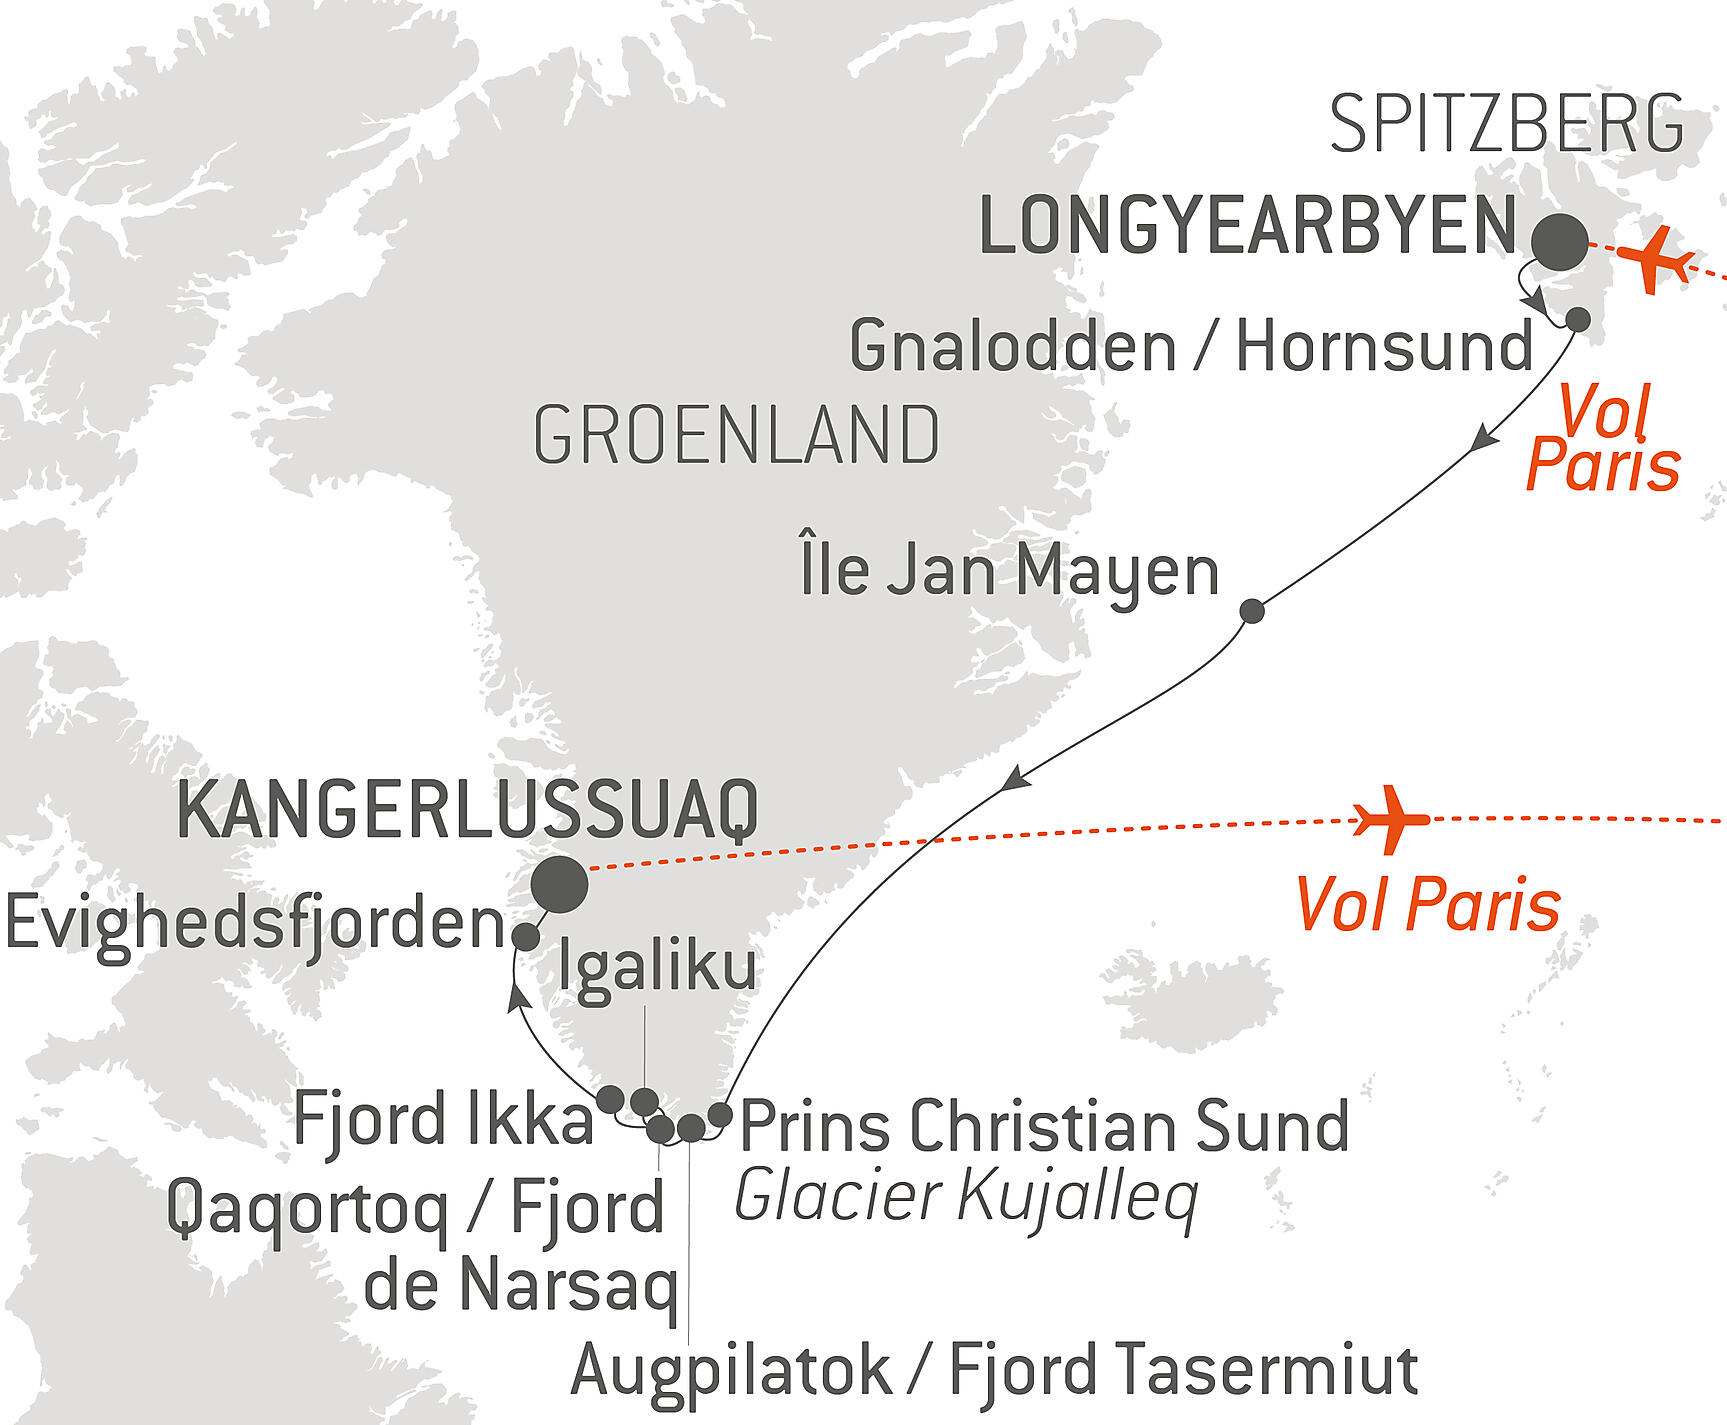 SPITZBERG
LONGYEARBYEN
Gnalodden / Hornsund
Vol
Paris
GROENLAND
Île Jan Mayen
KANGERLUSSUAQ
Vol Paris
Evighedsfjorden
Igaliku
Fjord Ikka
Prins Christian Sund
Glacier Kujalleq
Qaqortoq / Fjord
de Narsaq
Augpilatok / Fjord Tasermiut